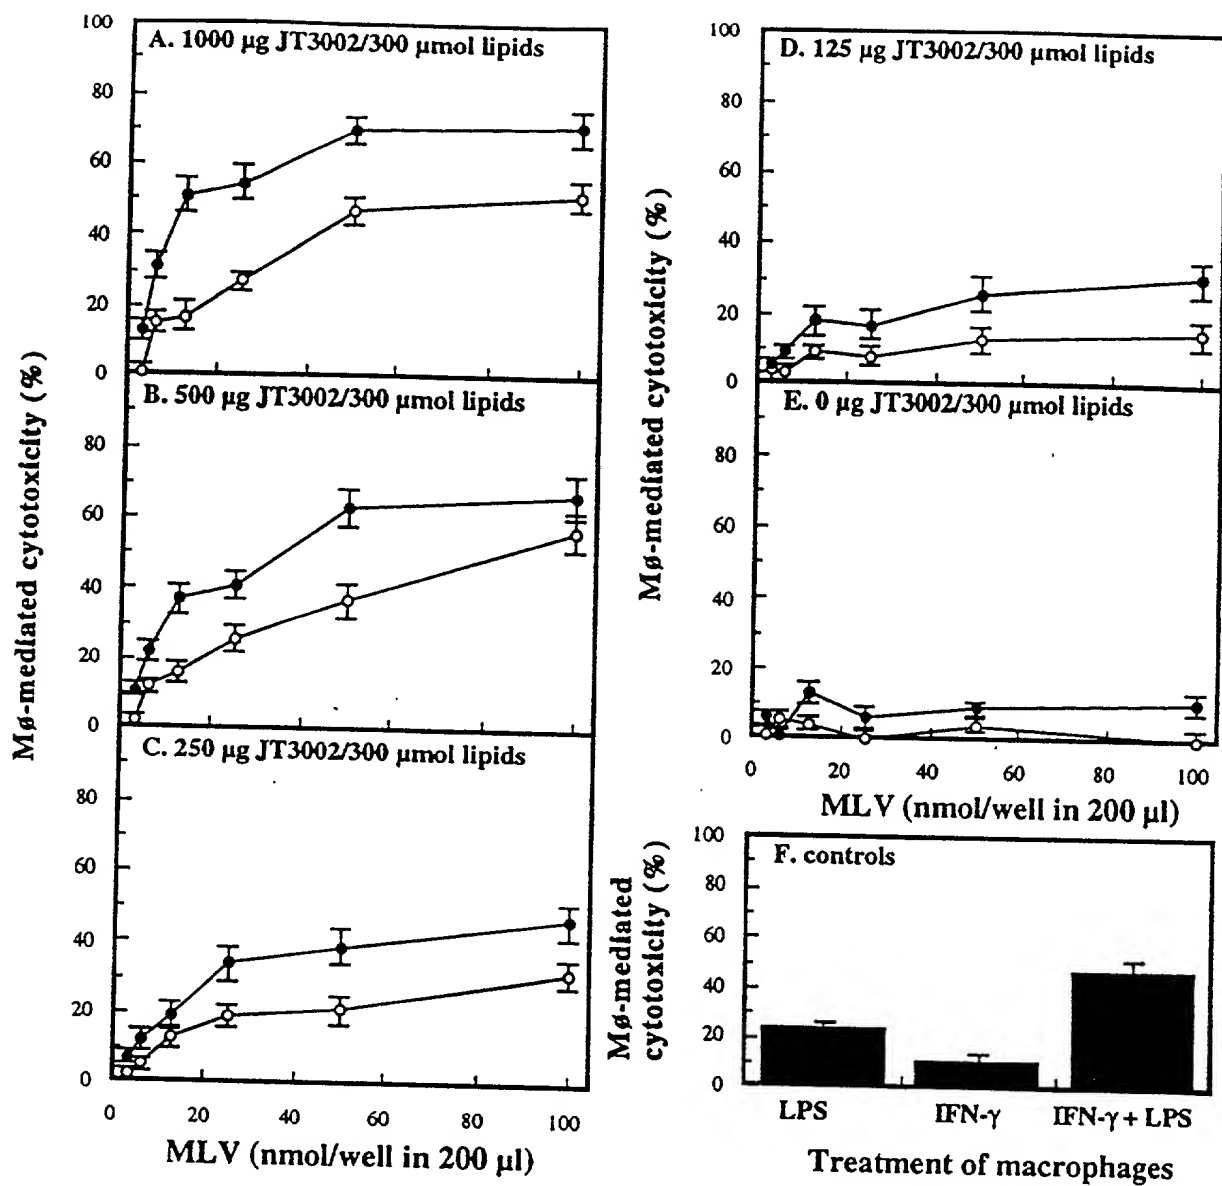 A. 1000 µg JT3002/300 µmol lipids
100
80
60
40
20
0
B. 500 µg JT3002/300 µmol lipids
80
60
40
20
0
C. 250 µg JT3002/300 µmol lipids
80
60
40
20
0
0 20 40 60 80 100
MLV (nmol/well in 200 µl)
Mø-mediated cytotoxicity (%)
D. 125 µg JT3002/300 µmol lipids
100
80
60
40
20
0
E. 0 µg JT3002/300 µmol lipids
80
60
40
20
0
0 20 40 60 80 100
MLV (nmol/well in 200 µl)
Mø-mediated cytotoxicity (%)
F. controls
100
80
60
40
20
0
Mø-mediated
cytotoxicity (%)
LPS IFN-γ IFN-γ + LPS
Treatment of macrophages